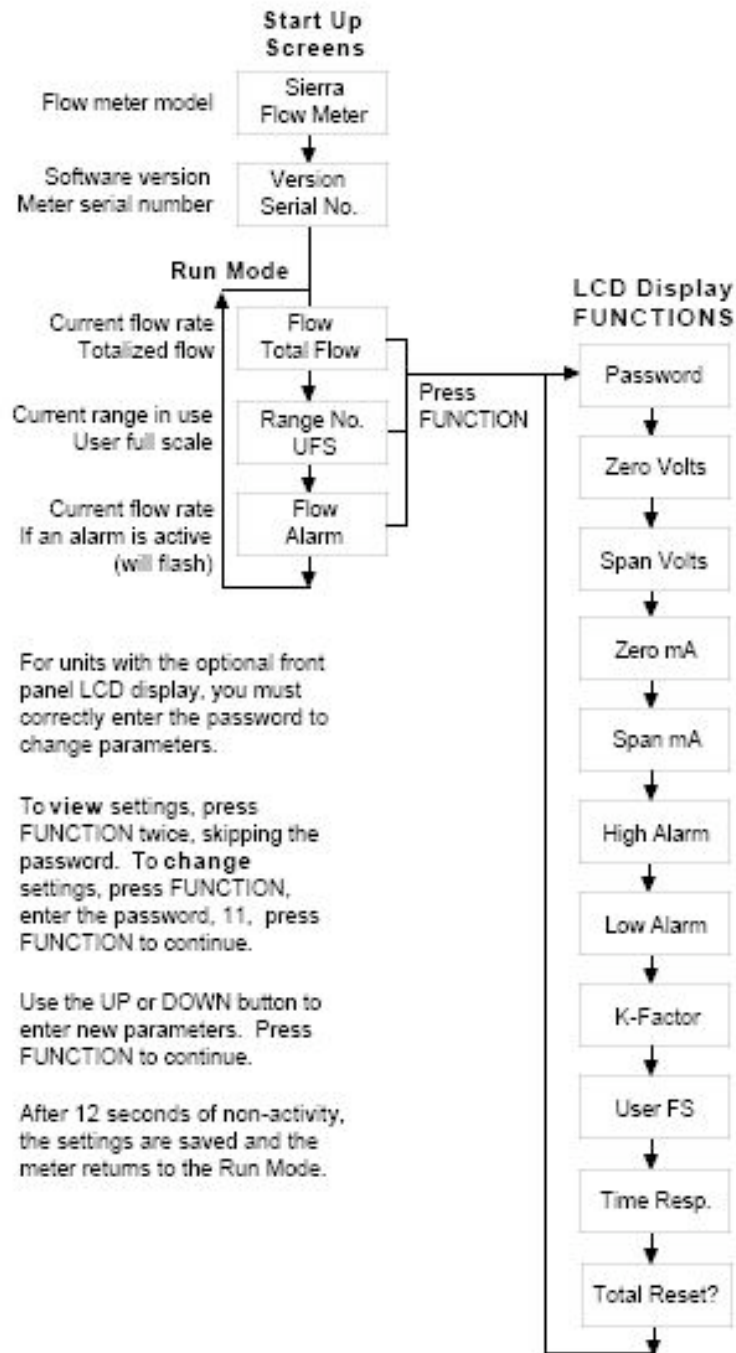 Start Up
Screens
Flow meter model
Sierra
Flow Meter
Software version
Meter serial number
Version
Serial No.
Run Mode
Current flow rate
Totalized flow
Flow
Total Flow
Current range in use
User full scale
Range No.
UFS
Current flow rate
If an alarm is active
(will flash)
Flow
Alarm
Press
FUNCTION
For units with the optional front
panel LCD display, you must
correctly enter the password to
change parameters.
To view settings, press
FUNCTION twice, skipping the
password. To change
settings, press FUNCTION,
enter the password, 11, press
FUNCTION to continue.
Use the UP or DOWN button to
enter new parameters. Press
FUNCTION to continue.
After 12 seconds of non-activity,
the settings are saved and the
meter returns to the Run Mode.
LCD Display
FUNCTIONS
Password
Zero Volts
Span Volts
Zero mA
Span mA
High Alarm
Low Alarm
K-Factor
User FS
Time Resp.
Total Reset?